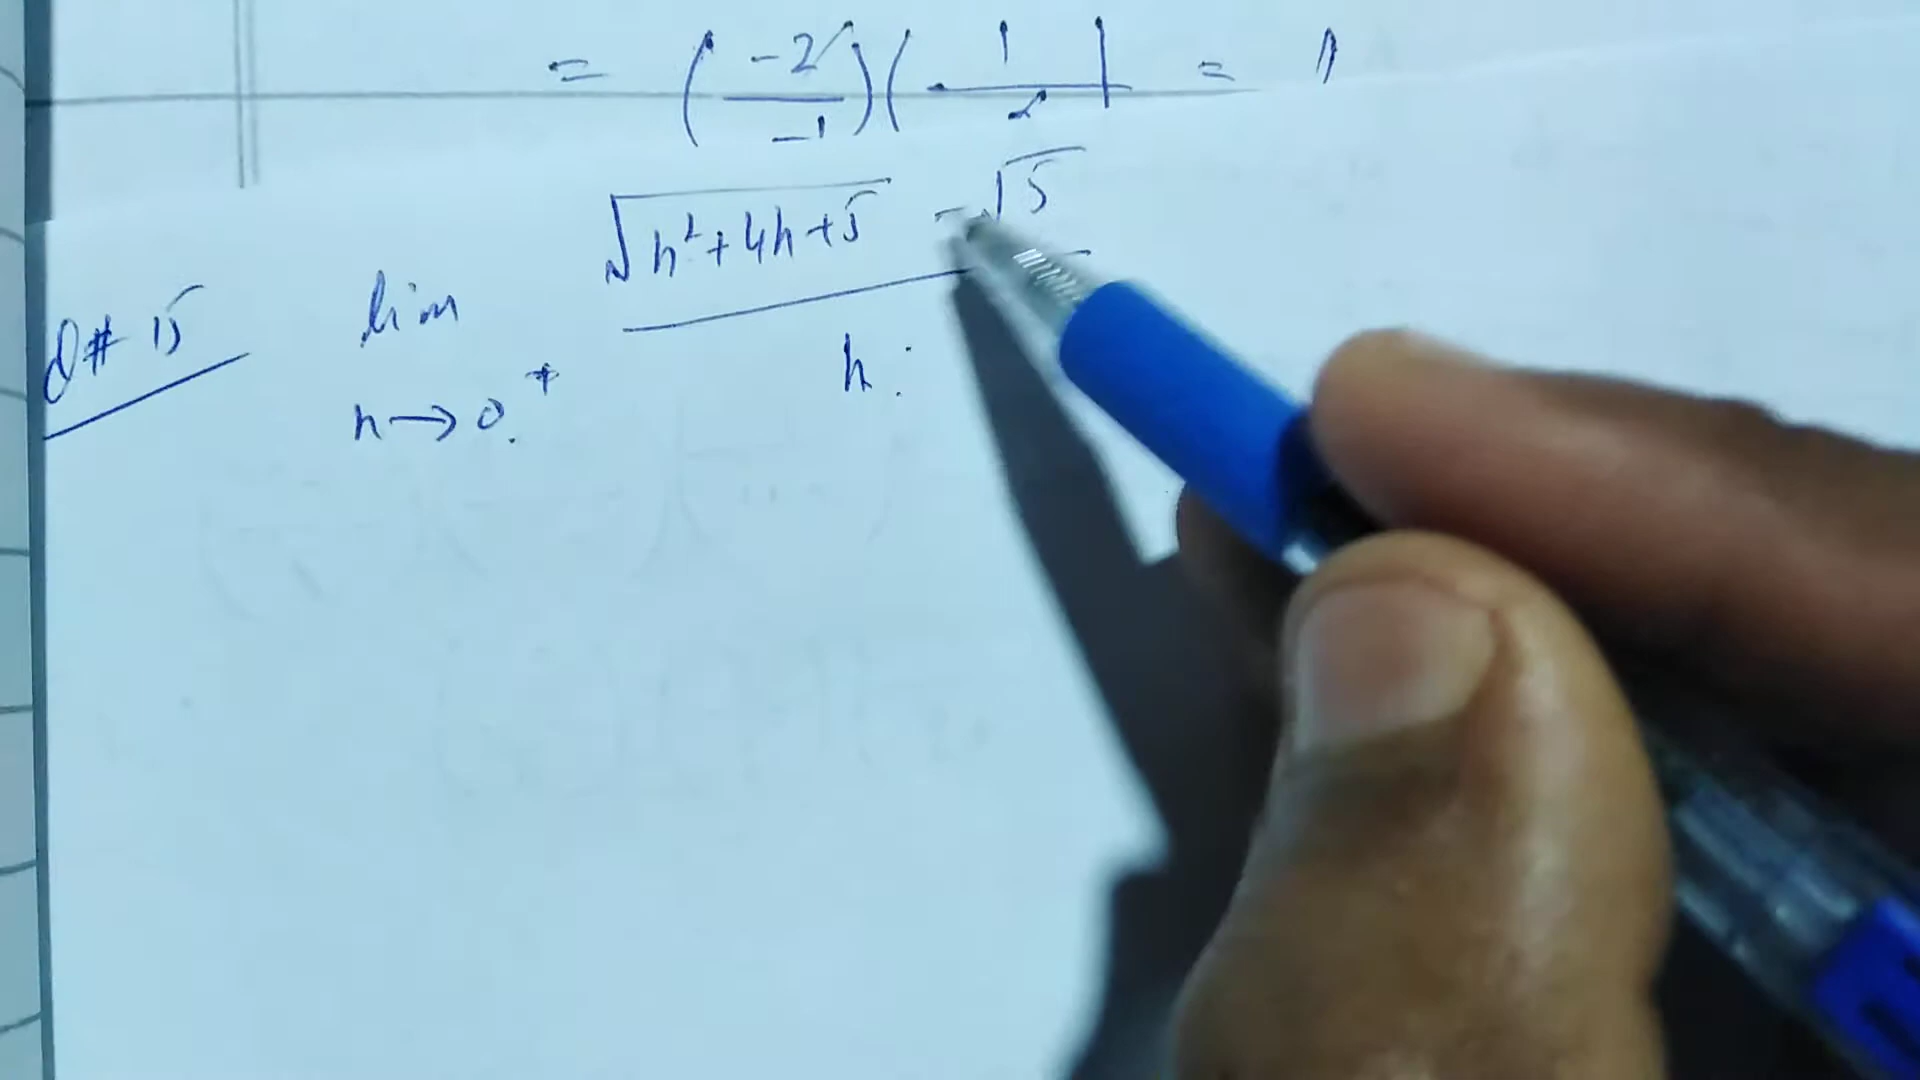 = (-2/-1)(1/2) = 1
Q# 15 lim h→0⁺ (√(h²+4h+5) - √5)/h